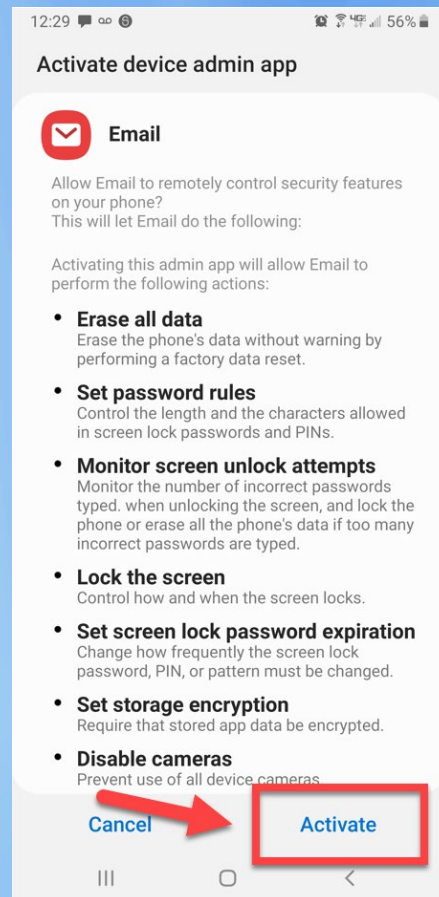 12:29 56%
Activate device admin app
Email
Allow Email to remotely control security features
on your phone?
This will let Email do the following:
Activating this admin app will allow Email to
perform the following actions:
• Erase all data
Erase the phone's data without warning by
performing a factory data reset.
• Set password rules
Control the length and the characters allowed
in screen lock passwords and PINs.
• Monitor screen unlock attempts
Monitor the number of incorrect passwords
typed. when unlocking the screen, and lock the
phone or erase all the phone's data if too many
incorrect passwords are typed.
• Lock the screen
Control how and when the screen locks.
• Set screen lock password expiration
Change how frequently the screen lock
password, PIN, or pattern must be changed.
• Set storage encryption
Require that stored app data be encrypted.
• Disable cameras
Prevent use of all device cameras.
Cancel Activate